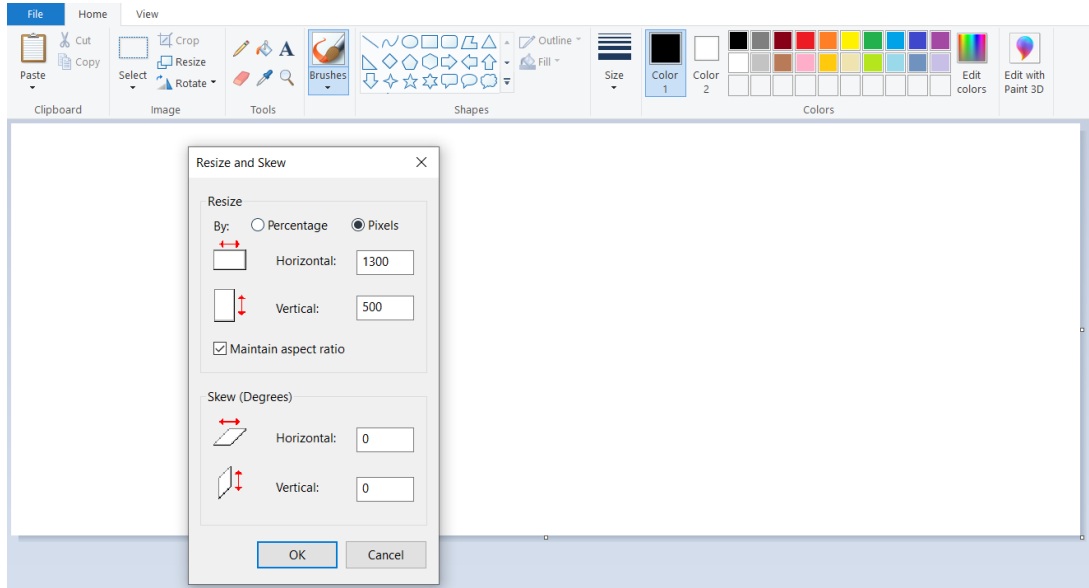 File Home View
Paste
Cut
Copy
Clipboard
Select
Crop
Resize
Rotate
Image
A
Tools
Brushes
Outline
Fill
Shapes
Size
Color
1
Color
2
Edit
colors
Colors
Edit with
Paint 3D
Resize and Skew
Resize
By: Percentage Pixels
Horizontal: 1300
Vertical: 500
Maintain aspect ratio
Skew (Degrees)
Horizontal: 0
Vertical: 0
OK Cancel